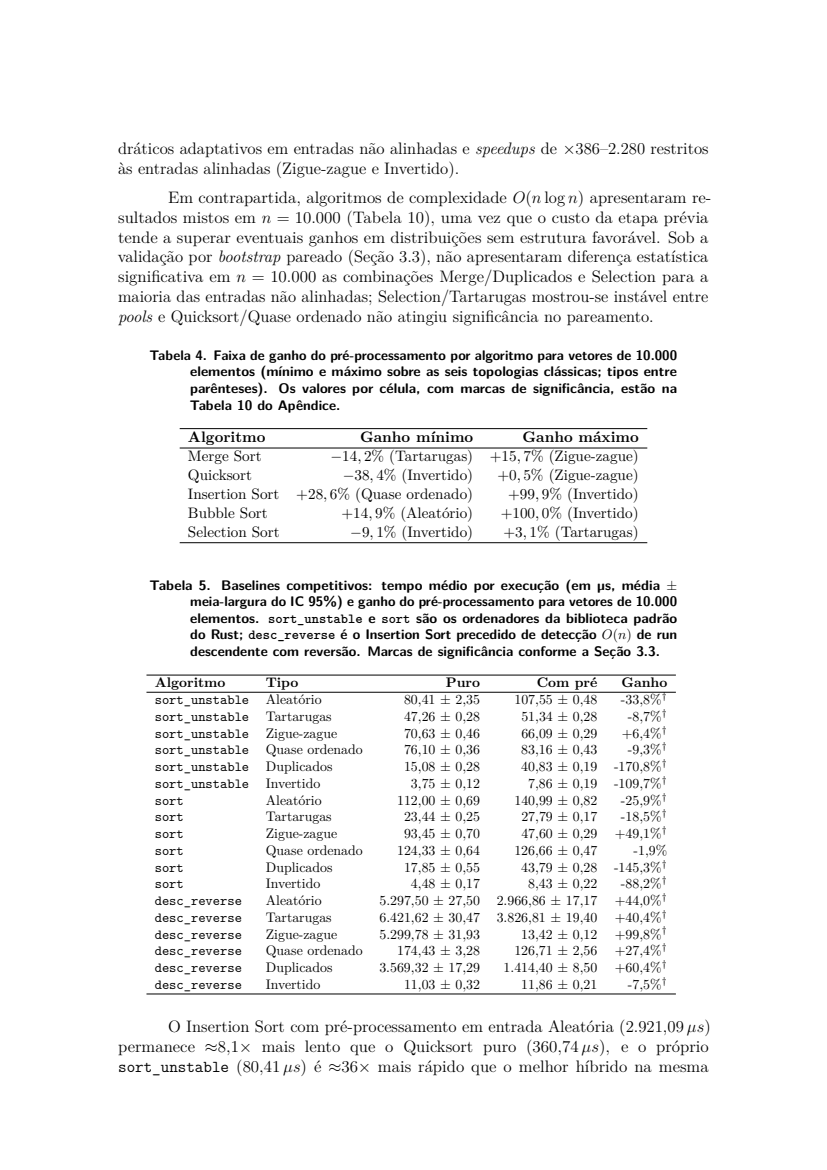 dráticos adaptativos em entradas não alinhadas e speedups de ×386–2.280 restritos
às entradas alinhadas (Zigue-zague e Invertido).
Em contrapartida, algoritmos de complexidade O(n log n) apresentaram re-
sultados mistos em n = 10.000 (Tabela 10), uma vez que o custo da etapa prévia
tende a superar eventuais ganhos em distribuições sem estrutura favorável. Sob a
validação por bootstrap pareado (Seção 3.3), não apresentaram diferença estatística
significativa em n = 10.000 as combinações Merge/Duplicados e Selection para a
maioria das entradas não alinhadas; Selection/Tartarugas mostrou-se instável entre
pools e Quicksort/Quase ordenado não atingiu significância no pareamento.
Tabela 4. Faixa de ganho do pré-processamento por algoritmo para vetores de 10.000
elementos (mínimo e máximo sobre as seis topologias clássicas; tipos entre
parênteses). Os valores por célula, com marcas de significância, estão na
Tabela 10 do Apêndice.
Algoritmo Ganho mínimo Ganho máximo
Merge Sort −14,2% (Tartarugas) +15,7% (Zigue-zague)
Quicksort −38,4% (Invertido) +0,5% (Zigue-zague)
Insertion Sort +28,6% (Quase ordenado) +99,9% (Invertido)
Bubble Sort +14,9% (Aleatório) +100,0% (Invertido)
Selection Sort −9,1% (Invertido) +3,1% (Tartarugas)
Tabela 5. Baselines competitivos: tempo médio por execução (em µs, média ±
meia-largura do IC 95%) e ganho do pré-processamento para vetores de 10.000
elementos. sort_unstable e sort são os ordenadores da biblioteca padrão
do Rust; desc_reverse é o Insertion Sort precedido de detecção O(n) de run
descendente com reversão. Marcas de significância conforme a Seção 3.3.
Algoritmo Tipo Puro Com pré Ganho
sort_unstable Aleatório 80,41 ± 2,35 107,55 ± 0,48 -33,8%†
sort_unstable Tartarugas 47,26 ± 0,28 51,34 ± 0,28 -8,7%†
sort_unstable Zigue-zague 70,63 ± 0,46 66,09 ± 0,29 +6,4%†
sort_unstable Quase ordenado 76,10 ± 0,36 83,16 ± 0,43 -9,3%†
sort_unstable Duplicados 15,08 ± 0,28 40,83 ± 0,19 -170,8%†
sort_unstable Invertido 3,75 ± 0,12 7,86 ± 0,19 -109,7%†
sort Aleatório 112,00 ± 0,69 140,99 ± 0,82 -25,9%†
sort Tartarugas 23,44 ± 0,25 27,79 ± 0,17 -18,5%†
sort Zigue-zague 93,45 ± 0,70 47,60 ± 0,29 +49,1%†
sort Quase ordenado 124,33 ± 0,64 126,66 ± 0,47 -1,9%
sort Duplicados 17,85 ± 0,55 43,79 ± 0,28 -145,3%†
sort Invertido 4,48 ± 0,17 8,43 ± 0,22 -88,2%†
desc_reverse Aleatório 5.297,50 ± 27,50 2.966,86 ± 17,17 +44,0%†
desc_reverse Tartarugas 6.421,62 ± 30,47 3.826,81 ± 19,40 +40,4%†
desc_reverse Zigue-zague 5.299,78 ± 31,93 13,42 ± 0,12 +99,8%†
desc_reverse Quase ordenado 174,43 ± 3,28 126,71 ± 2,56 +27,4%†
desc_reverse Duplicados 3.569,32 ± 17,29 1.414,40 ± 8,50 +60,4%†
desc_reverse Invertido 11,03 ± 0,32 11,86 ± 0,21 -7,5%†
O Insertion Sort com pré-processamento em entrada Aleatória (2.921,09 µs)
permanece ≈8,1× mais lento que o Quicksort puro (360,74 µs), e o próprio
sort_unstable (80,41 µs) é ≈36× mais rápido que o melhor híbrido na mesma